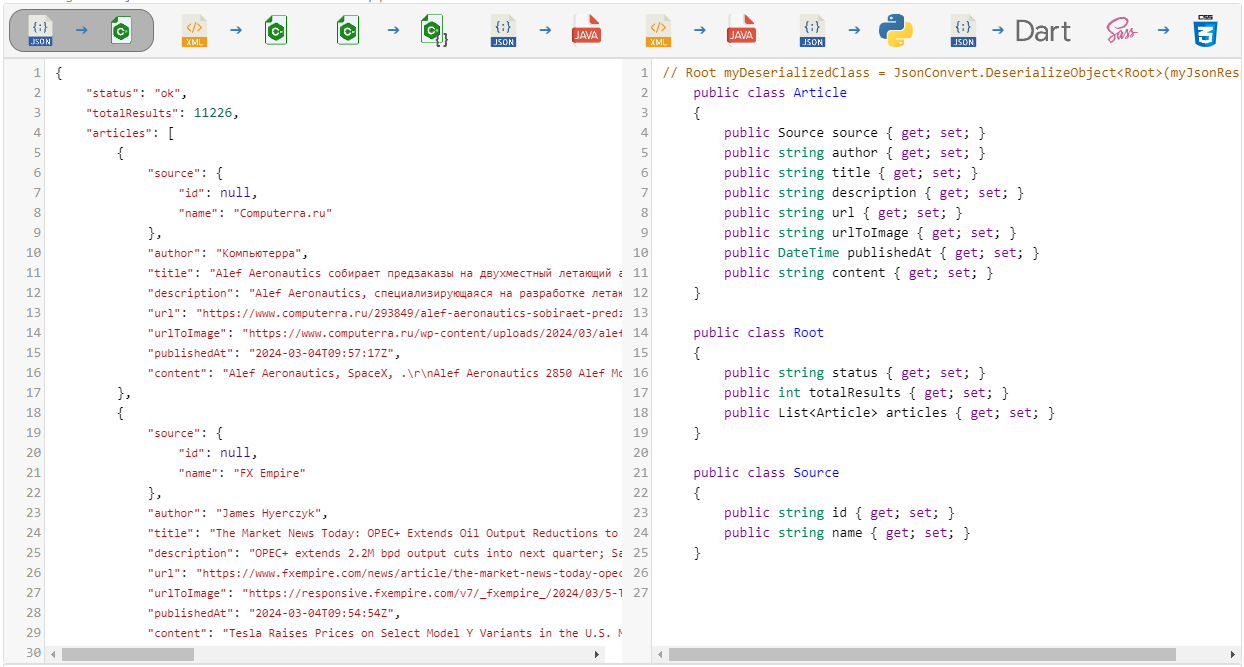 JSON
C
XML
C
C
C
{}
JSON
JAVA
XML
JAVA
JSON
JSON
Dart
Sass
CSS
3
1 {
2 "status": "ok",
3 "totalResults": 11226,
4 "articles": [
5 {
6 "source": {
7 "id": null,
8 "name": "Computerra.ru"
9 },
10 "author": "Компьютерра",
11 "title": "Alef Aeronautics собирает предзаказы на двухместный летающий а
12 "description": "Alef Aeronautics, специализирующаяся на разработке летаю
13 "url": "https://www.computerra.ru/293849/alef-aeronautics-sobiraet-predz
14 "urlToImage": "https://www.computerra.ru/wp-content/uploads/2024/03/alef
15 "publishedAt": "2024-03-04T09:57:17Z",
16 "content": "Alef Aeronautics, SpaceX, .\r\nAlef Aeronautics 2850 Alef Mo
17 },
18 {
19 "source": {
20 "id": null,
21 "name": "FX Empire"
22 },
23 "author": "James Hyerczyk",
24 "title": "The Market News Today: OPEC+ Extends Oil Output Reductions to
25 "description": "OPEC+ extends 2.2M bpd output cuts into next quarter; Sa
26 "url": "https://www.fxempire.com/news/article/the-market-news-today-opec
27 "urlToImage": "https://responsive.fxempire.com/v7/_fxempire_/2024/03/5-T
28 "publishedAt": "2024-03-04T09:54:54Z",
29 "content": "Tesla Raises Prices on Select Model Y Variants in the U.S. M
30
1 // Root myDeserializedClass = JsonConvert.DeserializeObject<Root>(myJsonRes
2 public class Article
3 {
4 public Source source { get; set; }
5 public string author { get; set; }
6 public string title { get; set; }
7 public string description { get; set; }
8 public string url { get; set; }
9 public string urlToImage { get; set; }
10 public DateTime publishedAt { get; set; }
11 public string content { get; set; }
12 }
13
14 public class Root
15 {
16 public string status { get; set; }
17 public int totalResults { get; set; }
18 public List<Article> articles { get; set; }
19 }
20
21 public class Source
22 {
23 public string id { get; set; }
24 public string name { get; set; }
25 }
26
27